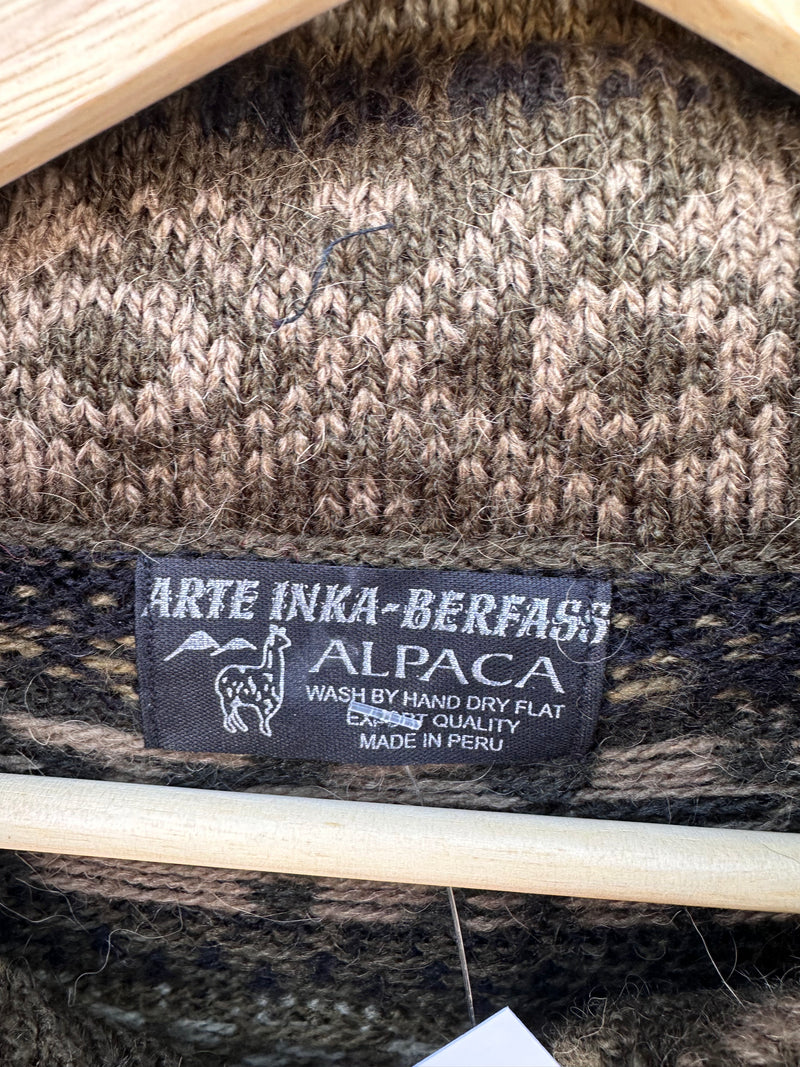 ARTE INKA-BERFASS
ALPACA
WASH BY HAND DRY FLAT
EXPORT QUALITY
MADE IN PERU